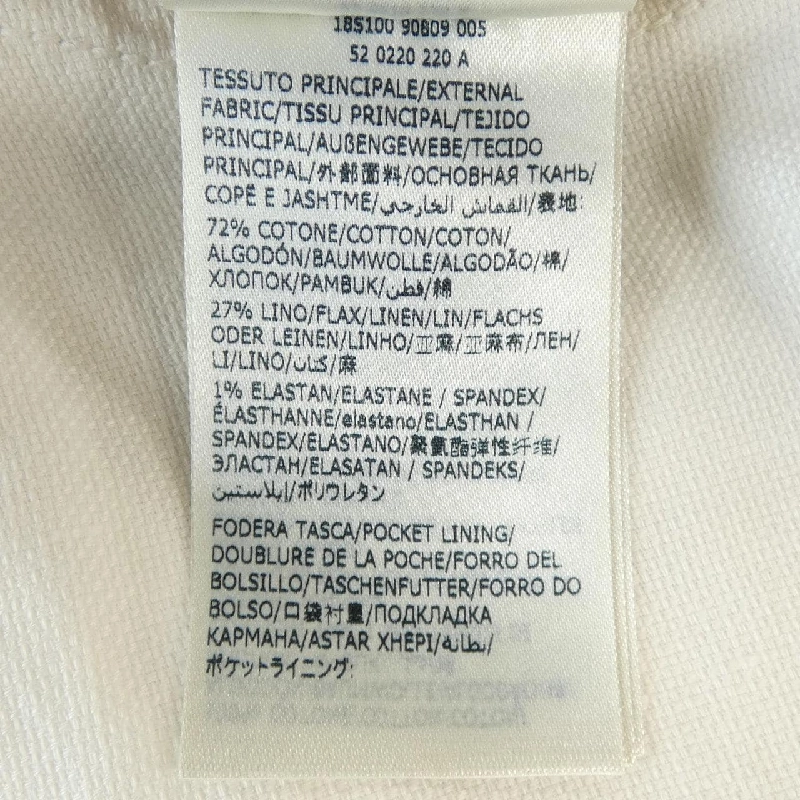 18S100 90809 005
52 0220 220 A
TESSUTO PRINCIPALE/EXTERNAL
FABRIC/TISSU PRINCIPAL/TEJIDO
PRINCIPAL/AUßENGEWEBE/TECIDO
PRINCIPAL/外部面料/ОСНОВНАЯ ТКАНЬ/
COPË E JASHTME/القماش الخارجي/表地:
72% COTONE/COTTON/COTON/
ALGODÓN/BAUMWOLLE/ALGODÃO/棉/
ХЛОПОК/PAMBUK/قطن/綿
27% LINO/FLAX/LINEN/LIN/FLACHS
ODER LEINEN/LINHO/亚麻/亚麻布/ЛЕН/
LI/LINO/كتان/麻
1% ELASTAN/ELASTANE / SPANDEX/
ÉLASTHANNE/elastano/ELASTHAN /
SPANDEX/ELASTANO/聚氨酯弹性纤维/
ЭЛАСТАН/ELASATAN / SPANDEKS/
إيلاستين/ポリウレタン
FODERA TASCA/POCKET LINING/
DOUBLURE DE LA POCHE/FORRO DEL
BOLSILLO/TASCHENFUTTER/FORRO DO
BOLSO/口袋衬里/ПОДКЛАДКА
КАРМАНА/ASTAR XHEPI/بطانه/
ポケットライニング: